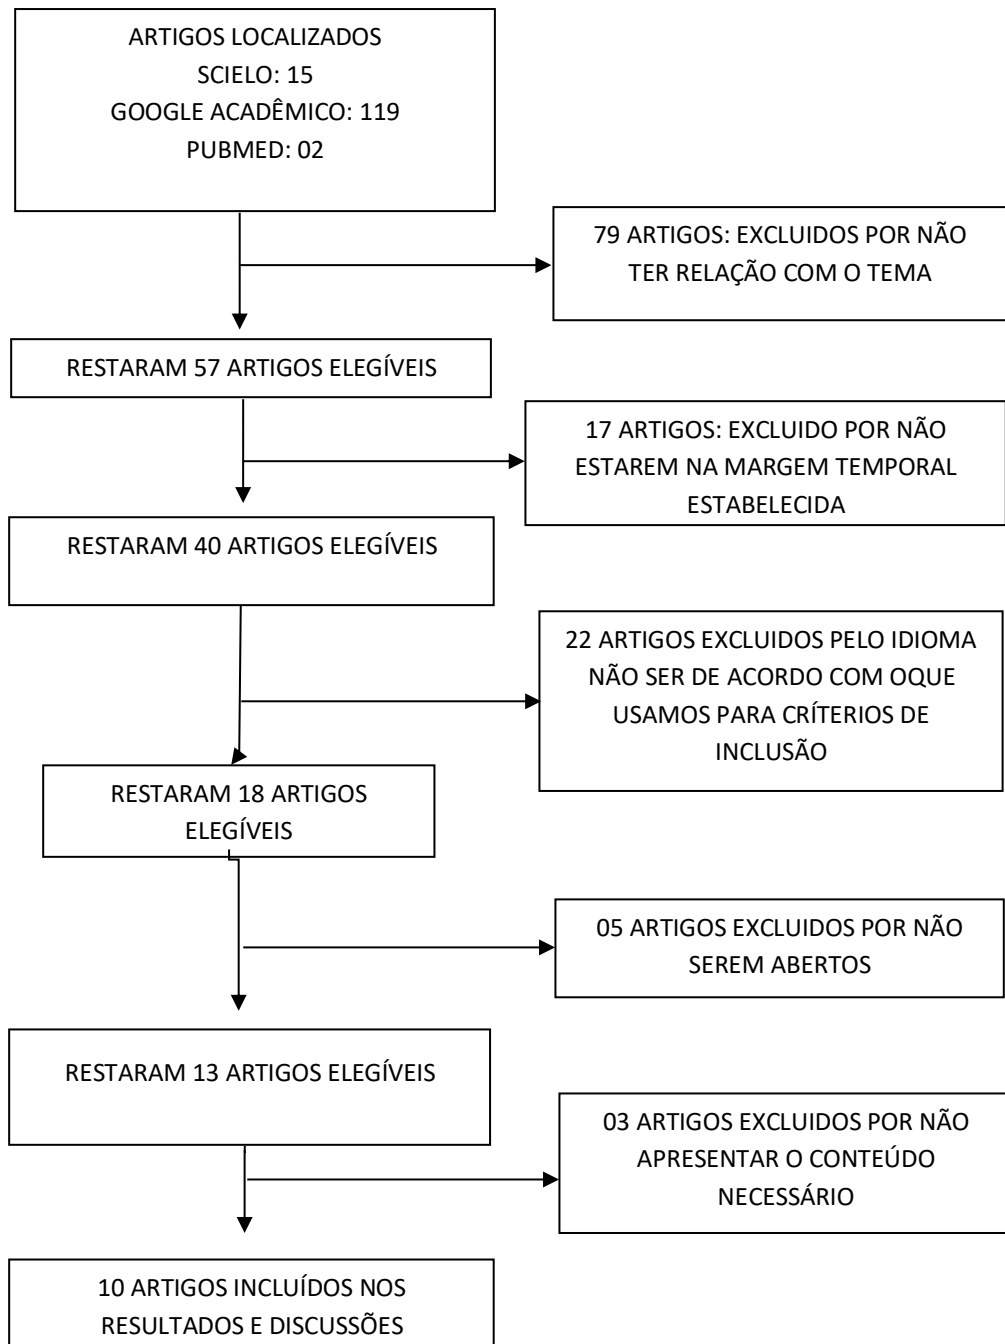 ARTIGOS LOCALIZADOS
SCIELO: 15
GOOGLE ACADÊMICO: 119
PUBMED: 02
79 ARTIGOS: EXCLUIDOS POR NÃO
TER RELAÇÃO COM O TEMA
RESTARAM 57 ARTIGOS ELEGÍVEIS
17 ARTIGOS: EXCLUIDO POR NÃO
ESTAREM NA MARGEM TEMPORAL
ESTABELECIDA
RESTARAM 40 ARTIGOS ELEGÍVEIS
22 ARTIGOS EXCLUIDOS PELO IDIOMA
NÃO SER DE ACORDO COM OQUE
USAMOS PARA CRÍTERIOS DE
INCLUSÃO
RESTARAM 18 ARTIGOS
ELEGÍVEIS
05 ARTIGOS EXCLUIDOS POR NÃO
SEREM ABERTOS
RESTARAM 13 ARTIGOS ELEGÍVEIS
03 ARTIGOS EXCLUIDOS POR NÃO
APRESENTAR O CONTEÚDO
NECESSÁRIO
10 ARTIGOS INCLUÍDOS NOS
RESULTADOS E DISCUSSÕES